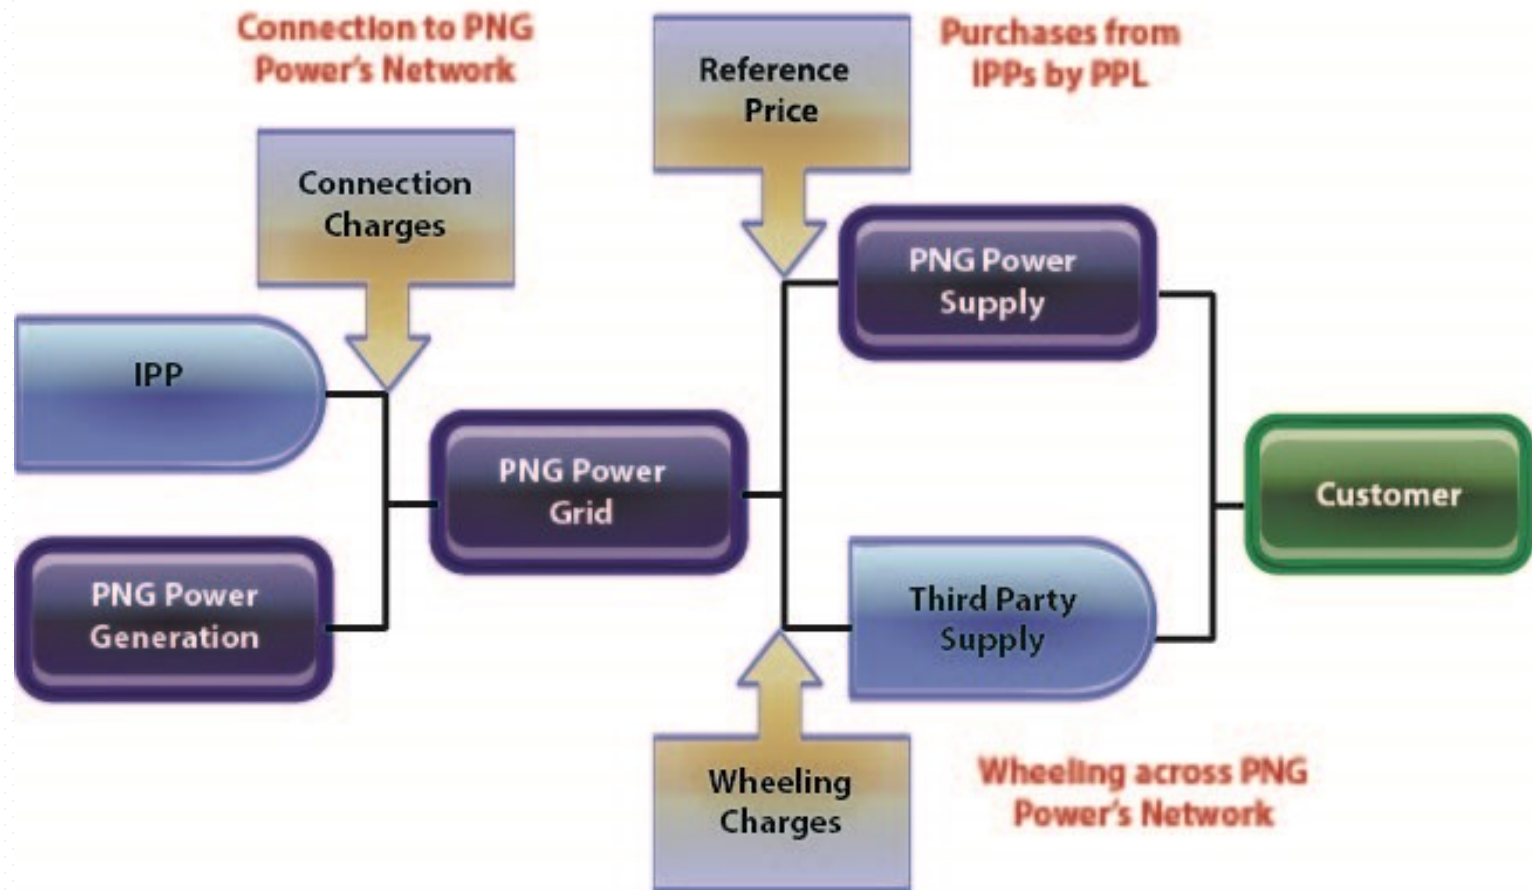 Connection to PNG
Power's Network
Reference
Price
Purchases from
IPPs by PPL
Connection
Charges
PNG Power
Supply
IPP
PNG Power
Grid
Customer
PNG Power
Generation
Third Party
Supply
Wheeling
Charges
Wheeling across PNG
Power's Network